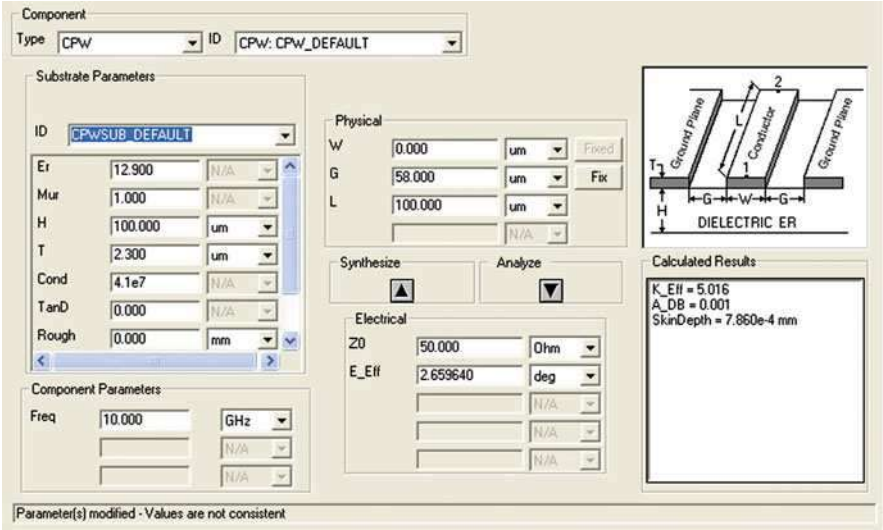 Component
Type CPW ID CPW: CPW_DEFAULT
Substrate Parameters
ID CPWSUB_DEFAULT
Er 12.900 N/A
Mur 1.000 N/A
H 100.000 um
T 2.300 um
Cond 4.1e7 N/A
TanD 0.000 N/A
Rough 0.000 mm
Component Parameters
Freq 10.000 GHz
N/A
N/A
Physical
W 0.000 um Fixed
G 58.000 um Fix
L 100.000 um
N/A
Synthesize Analyze
Electrical
Z0 50.000 Ohm
E_Eff 2.659640 deg
N/A
N/A
N/A
2
Ground Plane
L
Conductor
Ground Plane
1
T
G W G
H
DIELECTRIC ER
Calculated Results
K_Eff = 5.016
A_DB = 0.001
SkinDepth = 7.860e-4 mm
Parameter(s) modified - Values are not consistent